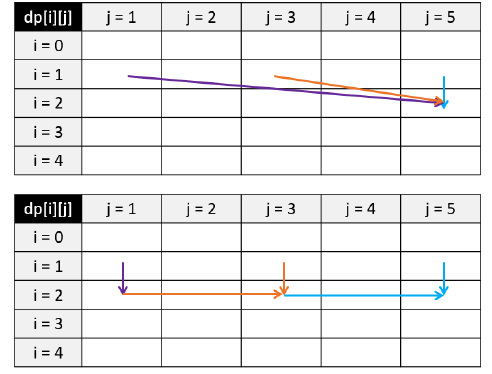 dp[i][j] j = 1 j = 2 j = 3 j = 4 j = 5
i = 0
i = 1
i = 2
i = 3
i = 4
dp[i][j] j = 1 j = 2 j = 3 j = 4 j = 5
i = 0
i = 1
i = 2
i = 3
i = 4